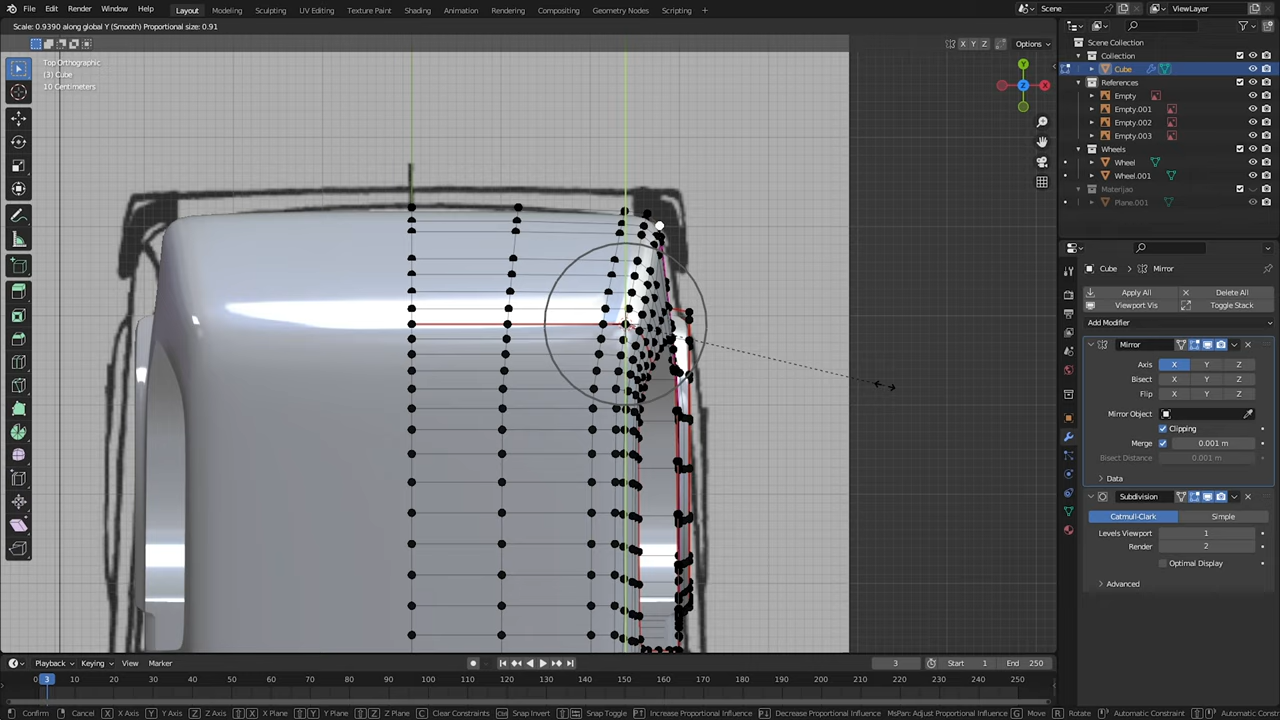 File Edit Render Window Help Layout Modeling Sculpting UV Editing Texture Paint Shading Animation Rendering Compositing Geometry Nodes Scripting + Scene ViewLayer
Scale: 0.9390 along global Y (Smooth) Proportional size: 0.91
X Y Z Options
Top Orthographic
(3) Cube
10 Centimeters
Y
X
Z
Scene Collection
Collection
Cube
References
Empty
Empty.001
Empty.002
Empty.003
Wheels
Wheel
Wheel.001
Materijao
Plane.001
Cube > Mirror
Apply All Delete All
Viewport Vis Toggle Stack
Add Modifier
Mirror
Axis X Y Z
Bisect X Y Z
Flip X Y Z
Mirror Object
Clipping
Merge 0.001 m
Bisect Distance 0.001 m
Data
Subdivision
Catmull-Clark Simple
Levels Viewport 1
Render 2
Optimal Display
Advanced
Playback Keying View Marker 3 Start 1 End 250
0 3 10 20 30 40 50 60 70 80 90 100 110 120 130 140 150 160 170 180 190 200 210 220 230 240 250
Confirm Cancel X X Axis Y Y Axis Z Z Axis X X Plane Y Y Plane Z Z Plane C Clear Constraints Snap Invert Snap Toggle Increase Proportional Influence Decrease Proportional Influence MsPan: Adjust Proportional Influence G Move R Rotate Automatic Constraint Automatic Const